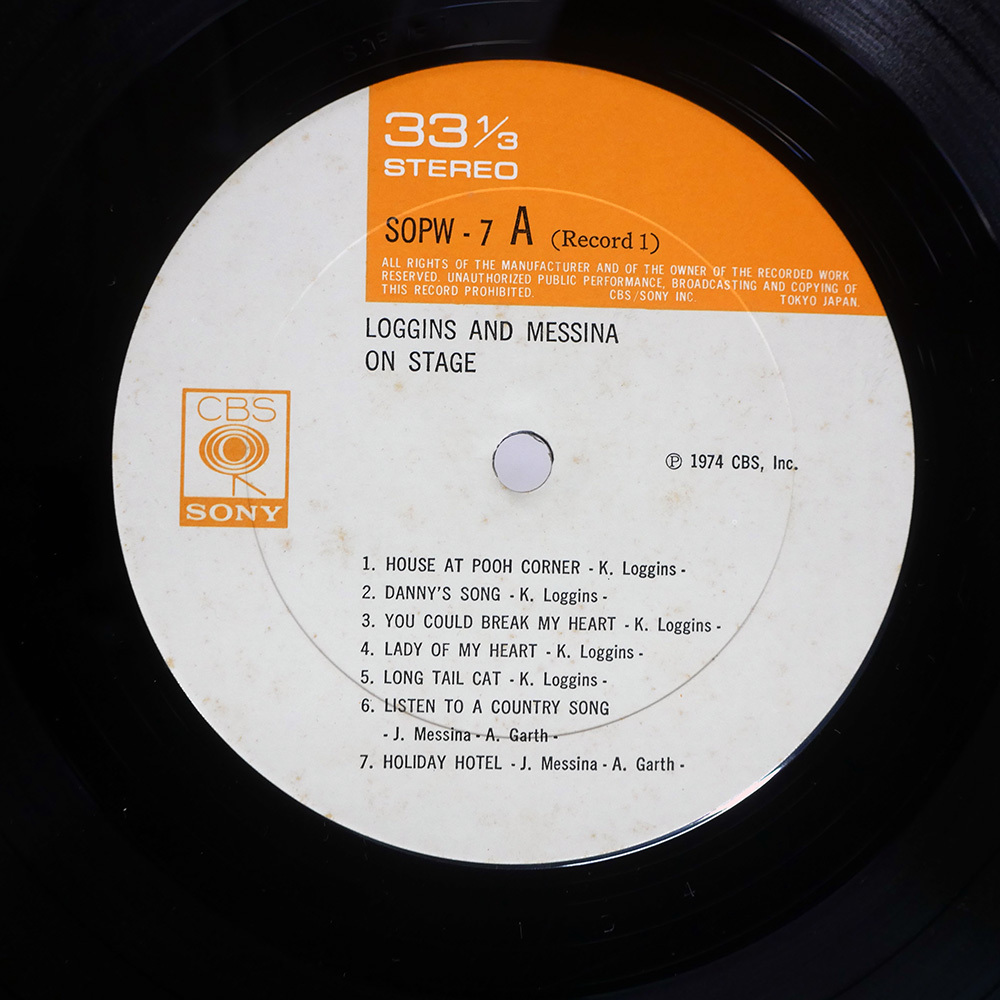 33 1/3
STEREO
SOPW - 7 A (Record 1)
ALL RIGHTS OF THE MANUFACTURER AND OF THE OWNER OF THE RECORDED WORK
RESERVED. UNAUTHORIZED PUBLIC PERFORMANCE, BROADCASTING AND COPYING OF
THIS RECORD PROHIBITED. CBS/SONY INC. TOKYO JAPAN.
LOGGINS AND MESSINA
ON STAGE
CBS
SONY
Ⓟ 1974 CBS, Inc.
1. HOUSE AT POOH CORNER - K. Loggins -
2. DANNY'S SONG - K. Loggins -
3. YOU COULD BREAK MY HEART - K. Loggins -
4. LADY OF MY HEART - K. Loggins -
5. LONG TAIL CAT - K. Loggins -
6. LISTEN TO A COUNTRY SONG
- J. Messina - A. Garth -
7. HOLIDAY HOTEL - J. Messina - A. Garth -